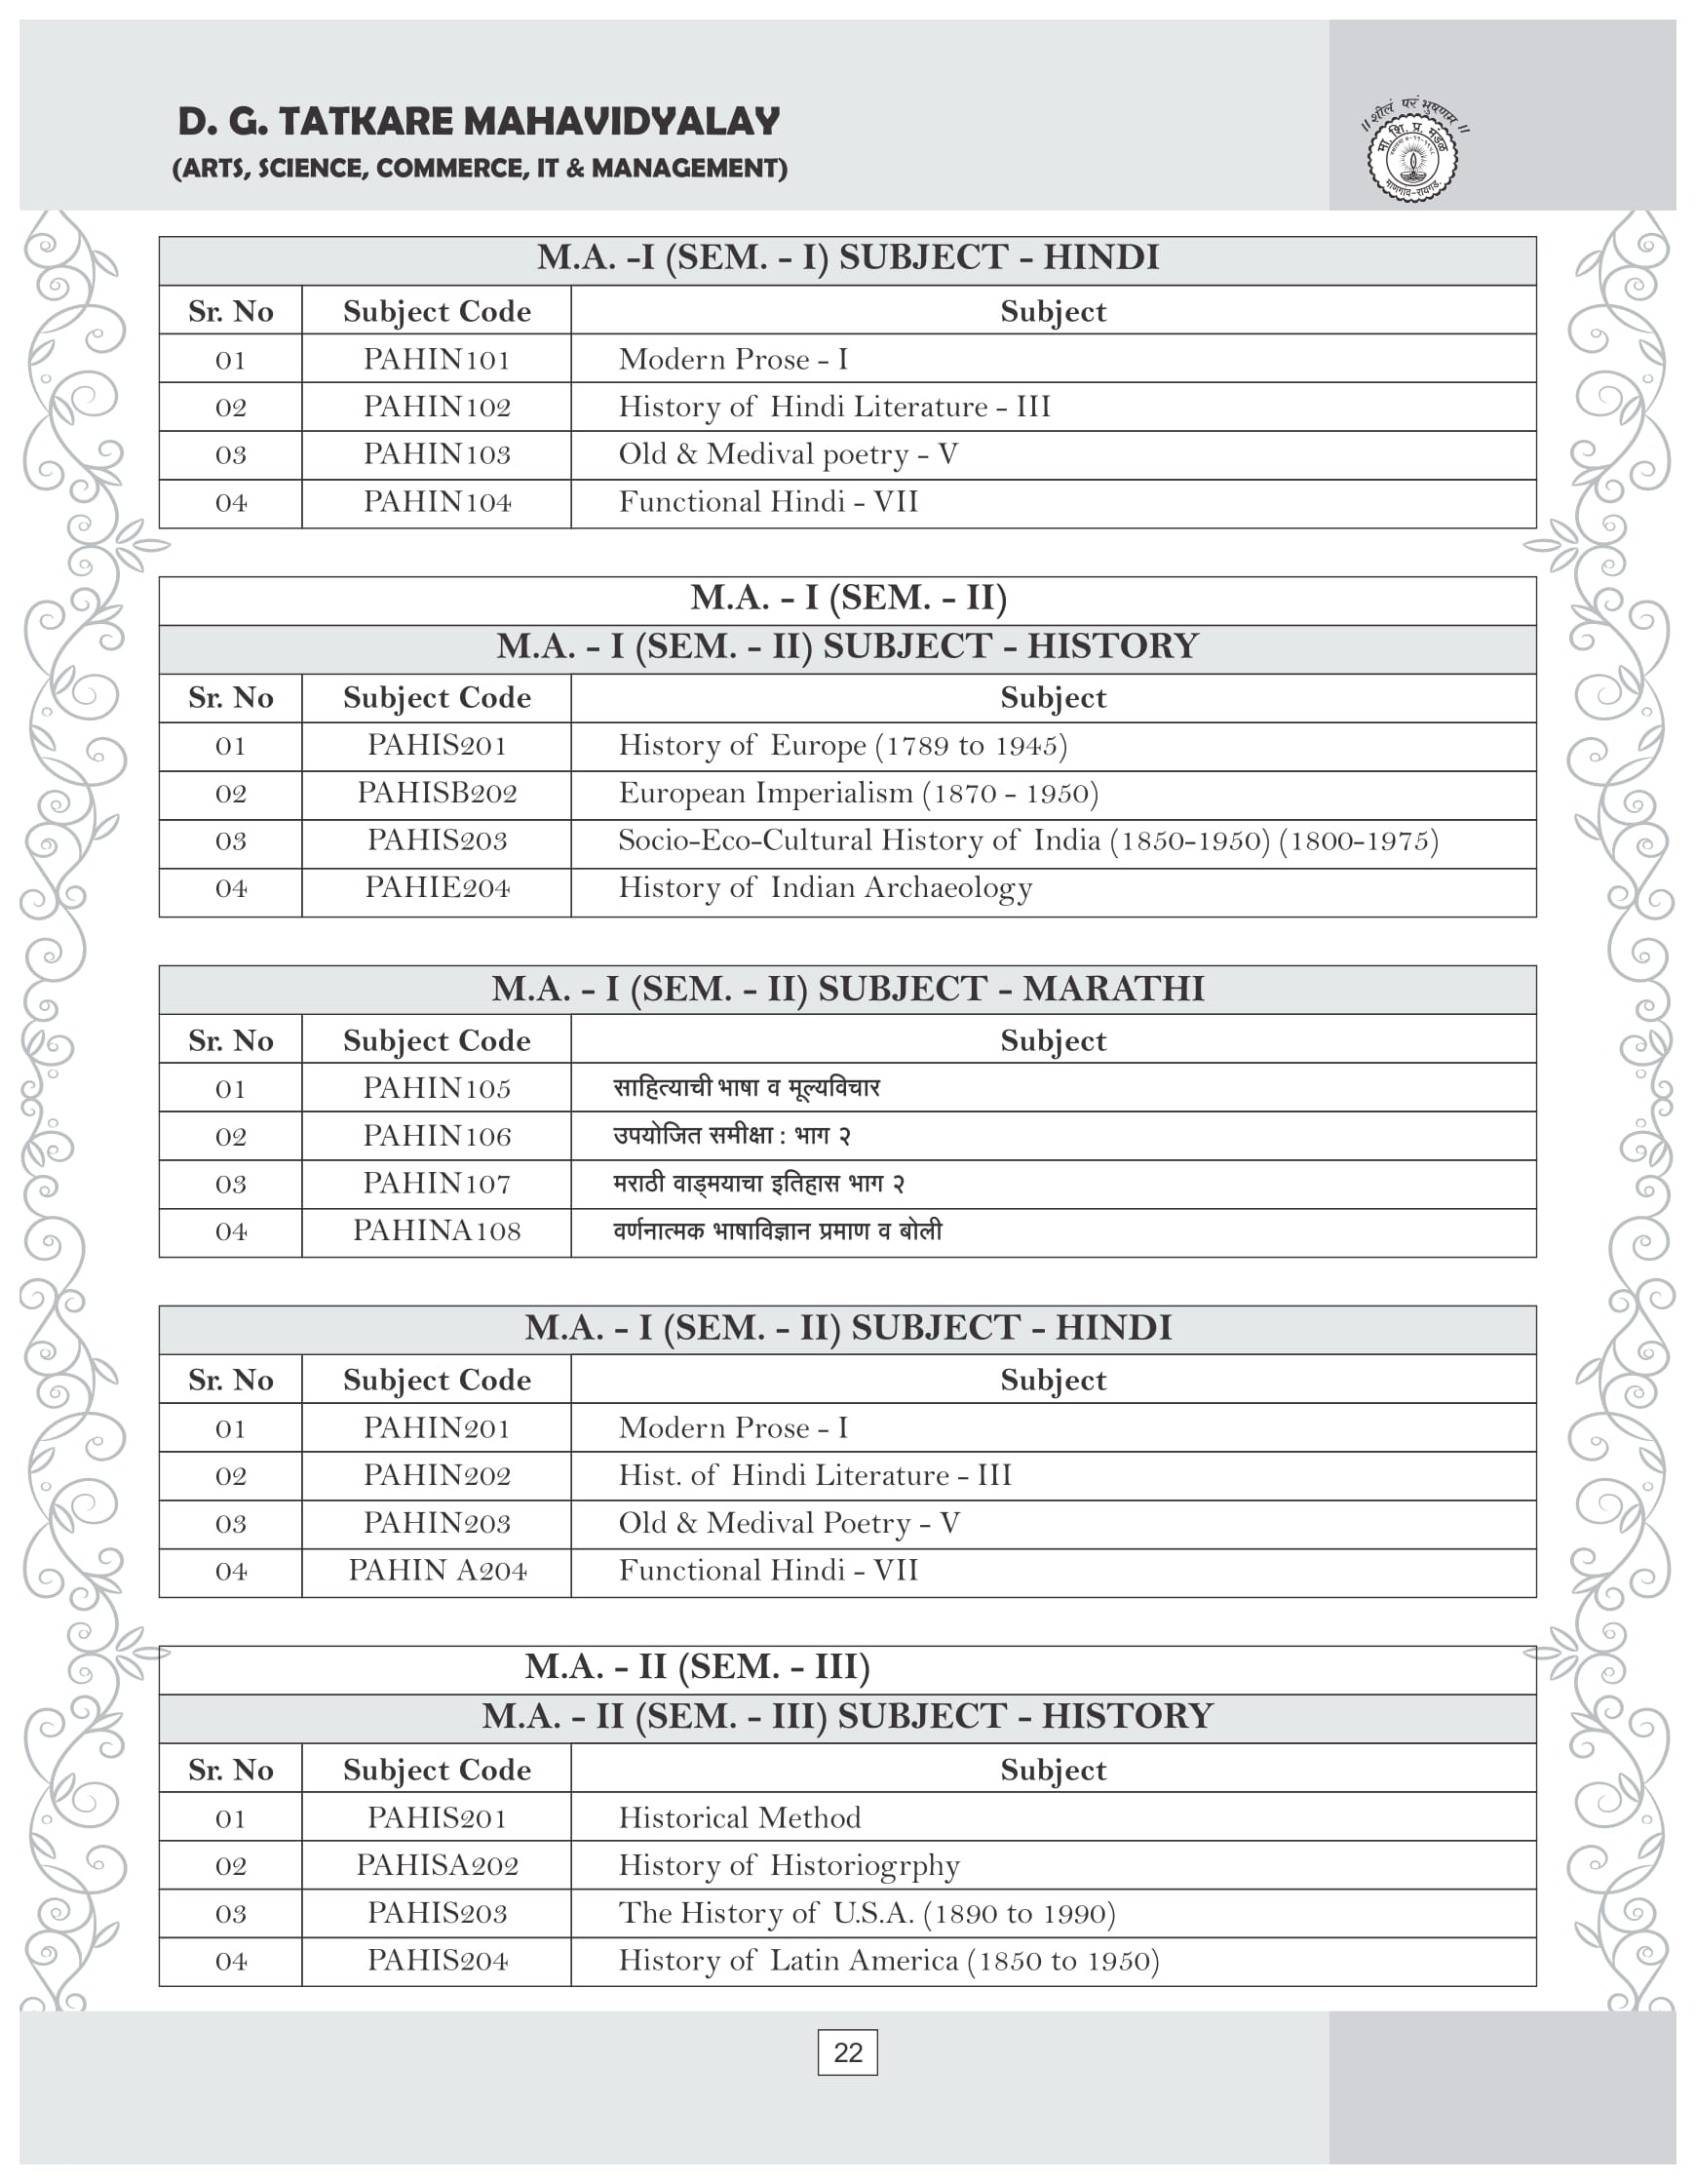 D. G. TATKARE MAHAVIDYALAY
(ARTS, SCIENCE, COMMERCE, IT & MANAGEMENT)
॥ शीलं परं भुषणम ॥
मा. शि. प्र. मंडळ
माणगाव-रायगड.
M.A. -I (SEM. - I) SUBJECT - HINDI
Sr. No Subject Code Subject
01 PAHIN101 Modern Prose - I
02 PAHIN102 History of Hindi Literature - III
03 PAHIN103 Old & Medival poetry - V
04 PAHIN104 Functional Hindi - VII
M.A. - I (SEM. - II)
M.A. - I (SEM. - II) SUBJECT - HISTORY
Sr. No Subject Code Subject
01 PAHIS201 History of Europe (1789 to 1945)
02 PAHISB202 European Imperialism (1870 - 1950)
03 PAHIS203 Socio-Eco-Cultural History of India (1850-1950) (1800-1975)
04 PAHIE204 History of Indian Archaeology
M.A. - I (SEM. - II) SUBJECT - MARATHI
Sr. No Subject Code Subject
01 PAHIN105 साहित्याची भाषा व मूल्यविचार
02 PAHIN106 उपयोजित समीक्षा : भाग २
03 PAHIN107 मराठी वाड्मयाचा इतिहास भाग २
04 PAHINA108 वर्णनात्मक भाषाविज्ञान प्रमाण व बोली
M.A. - I (SEM. - II) SUBJECT - HINDI
Sr. No Subject Code Subject
01 PAHIN201 Modern Prose - I
02 PAHIN202 Hist. of Hindi Literature - III
03 PAHIN203 Old & Medival Poetry - V
04 PAHIN A204 Functional Hindi - VII
M.A. - II (SEM. - III)
M.A. - II (SEM. - III) SUBJECT - HISTORY
Sr. No Subject Code Subject
01 PAHIS201 Historical Method
02 PAHISA202 History of Historiogrphy
03 PAHIS203 The History of U.S.A. (1890 to 1990)
04 PAHIS204 History of Latin America (1850 to 1950)
22